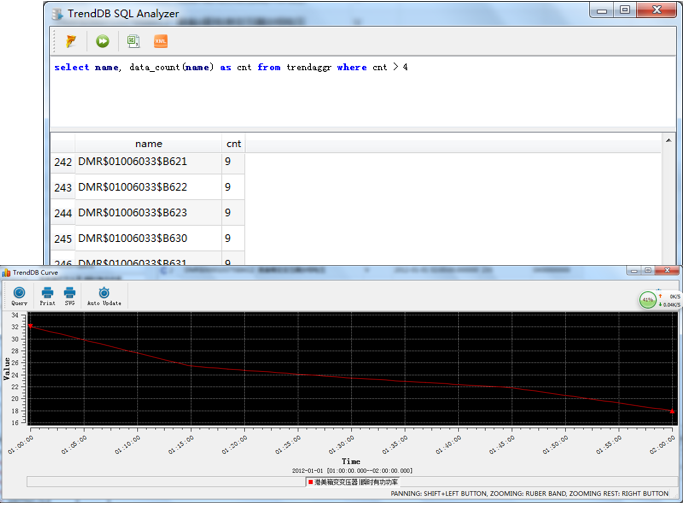 TrendDB SQL Analyzer
XML
select name, data_count(name) as cnt from trendaggr where cnt > 4
name cnt
242 DMR$01006033$B621 9
243 DMR$01006033$B622 9
244 DMR$01006033$B623 9
245 DMR$01006033$B630 9
246 DMR$01006033$B631 9
TrendDB Curve
Query Print SVG Auto Update
41% 0K/S
0.04K/S
34
32
30
28
26
24
22
20
18
16
Value
01:00:00 01:05:00 01:10:00 01:15:00 01:20:00 01:25:00 01:30:00 01:35:00 01:40:00 01:45:00 01:50:00 01:55:00 02:00:00
Time
2012-01-01 [01:00:00.000--02:00:00.000]
港美箱变变压器瞬时有功功率
PANNING: SHIFT+LEFT BUTTON, ZOOMING: RUBER BAND, ZOOMING REST: RIGHT BUTTON